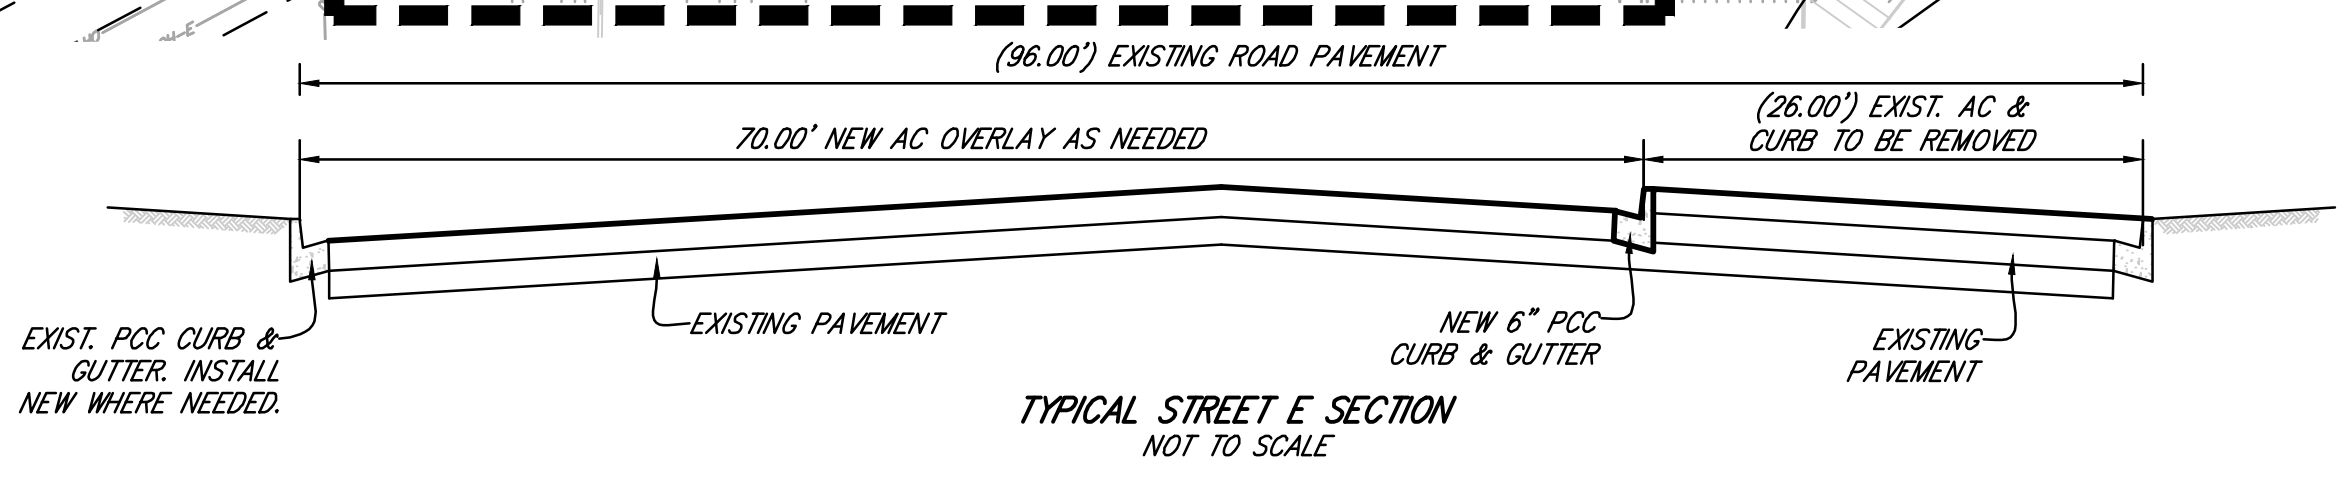 OH-E
(96.00') EXISTING ROAD PAVEMENT
(26.00') EXIST. AC &
CURB TO BE REMOVED
70.00' NEW AC OVERLAY AS NEEDED
EXIST. PCC CURB &
GUTTER. INSTALL
NEW WHERE NEEDED.
EXISTING PAVEMENT
NEW 6" PCC
CURB & GUTTER
EXISTING
PAVEMENT
TYPICAL STREET E SECTION
NOT TO SCALE